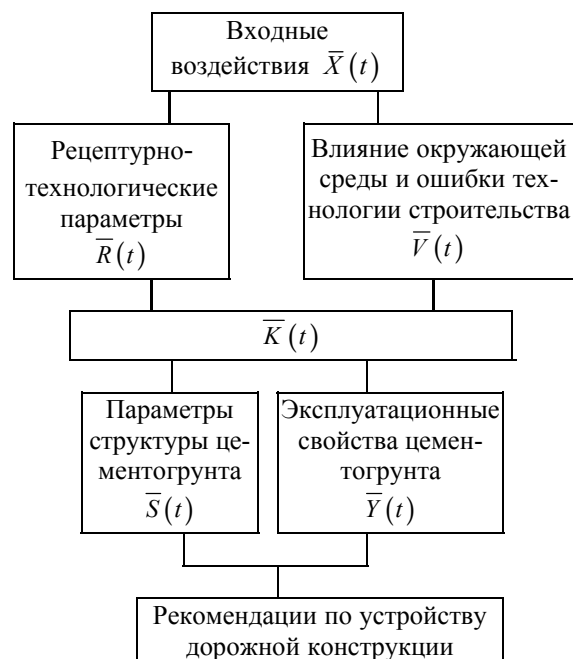 Входные
воздействия X̅(t)
Рецептурно-
технологические
параметры
R̅(t)
Влияние окружающей
среды и ошибки тех-
нологии строительства
V̅(t)
K̅(t)
Параметры
структуры це-
ментогрунта
S̅(t)
Эксплуатационные
свойства цемен-
тогрунта
Y̅(t)
Рекомендации по устройству
дорожной конструкции